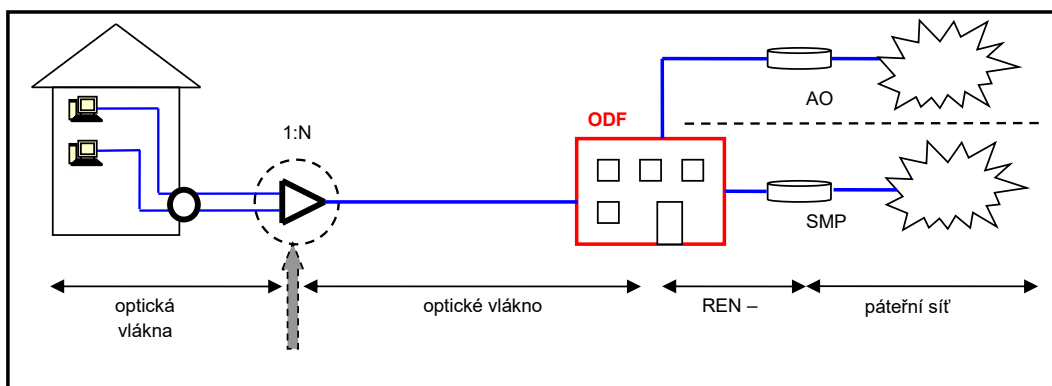 1:N
ODF
AO
SMP
optická
vlákna
optické vlákno
REN –
páteřní síť